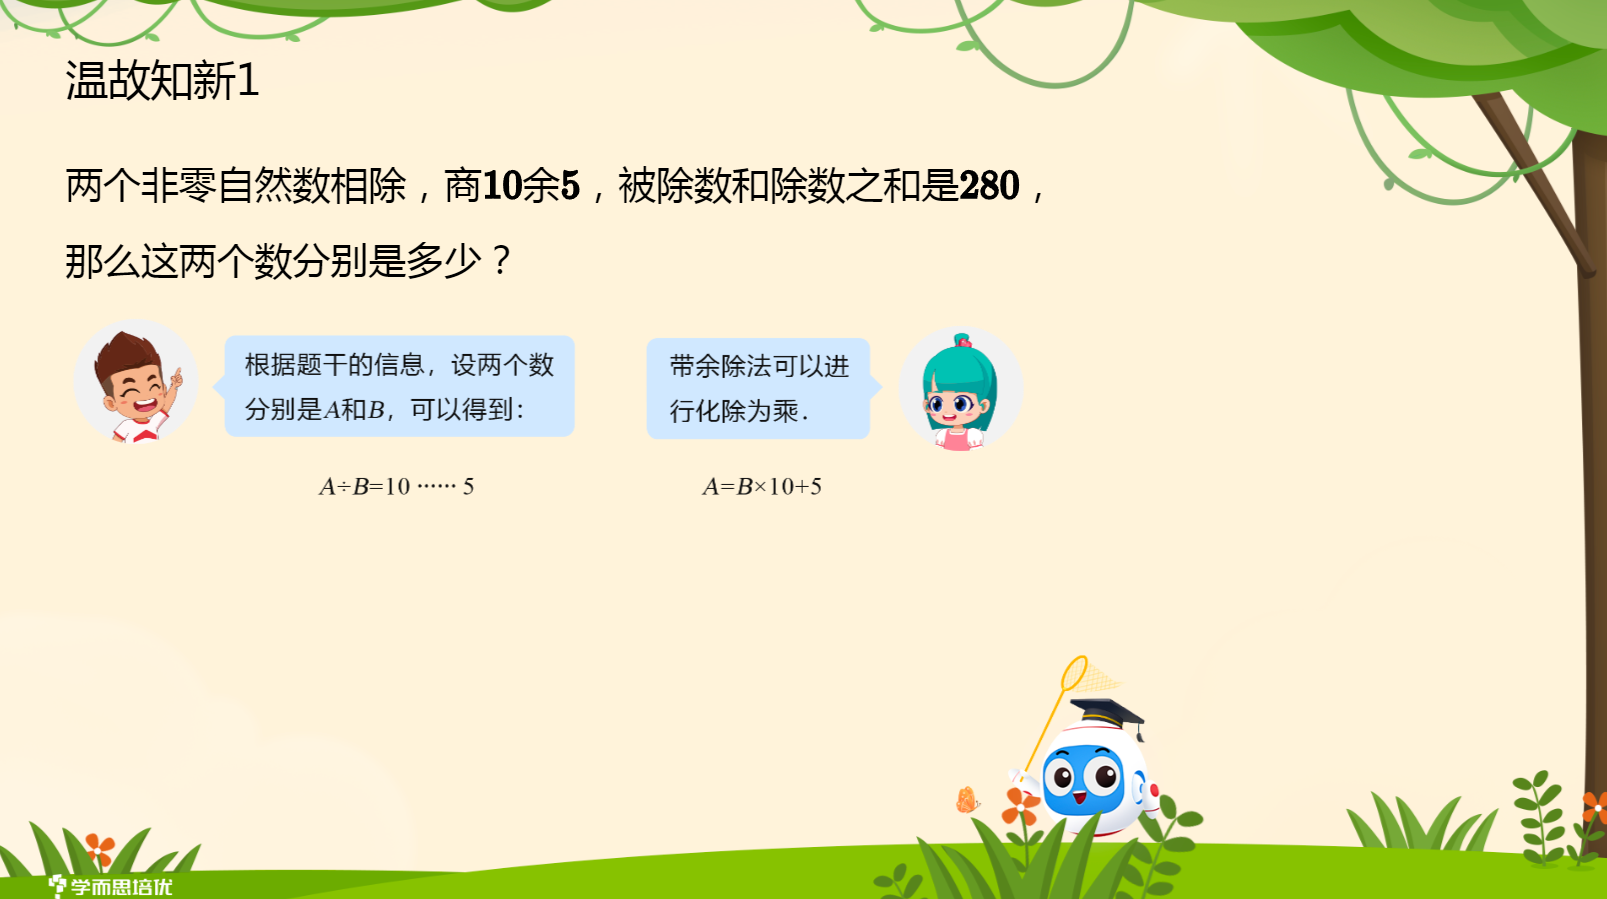 温故知新1
两个非零自然数相除，商10余5，被除数和除数之和是280，
那么这两个数分别是多少？
根据题干的信息，设两个数
分别是A和B，可以得到：
带余除法可以进
行化除为乘．
A÷B=10 ······ 5
A=B×10+5
学而思培优